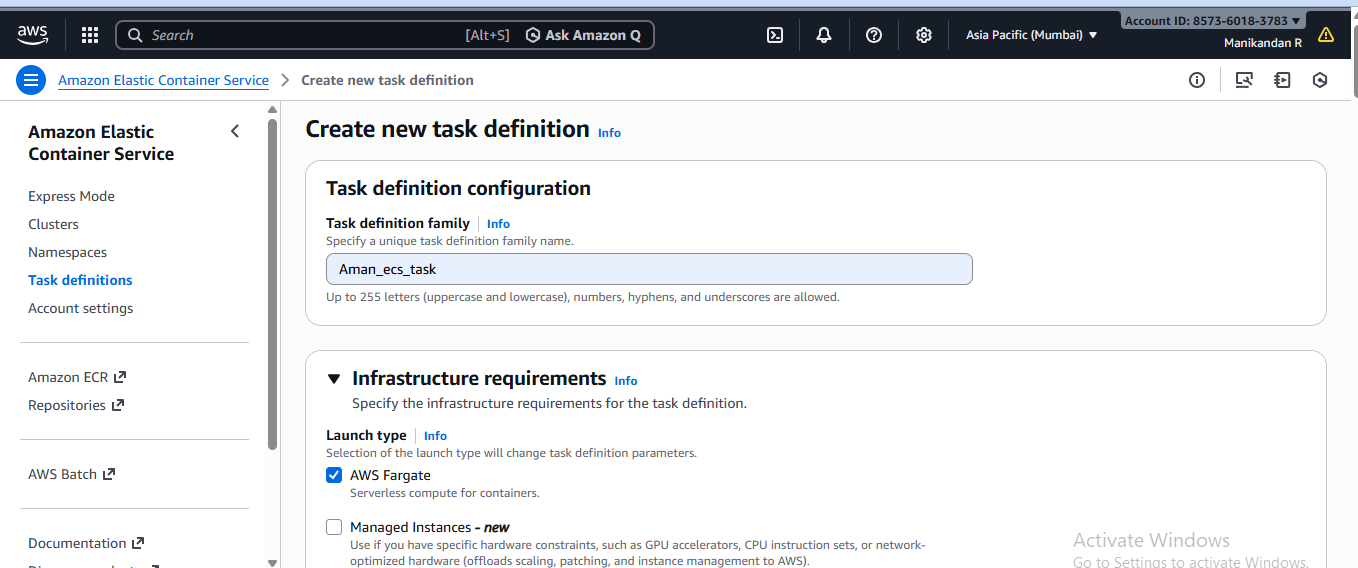 aws
Search [Alt+S] Ask Amazon Q
Asia Pacific (Mumbai) ▼
Account ID: 8573-6018-3783 ▼
Manikandan R
Amazon Elastic Container Service > Create new task definition
Amazon Elastic
Container Service
Express Mode
Clusters
Namespaces
Task definitions
Account settings
Amazon ECR
Repositories
AWS Batch
Documentation
Create new task definition Info
Task definition configuration
Task definition family Info
Specify a unique task definition family name.
Aman_ecs_task
Up to 255 letters (uppercase and lowercase), numbers, hyphens, and underscores are allowed.
Infrastructure requirements Info
Specify the infrastructure requirements for the task definition.
Launch type Info
Selection of the launch type will change task definition parameters.
AWS Fargate
Serverless compute for containers.
Managed Instances - new
Use if you have specific hardware constraints, such as GPU accelerators, CPU instruction sets, or network-
optimized hardware (offloads scaling, patching, and instance management to AWS).
Activate Windows
Go to Settings to activate Windows.